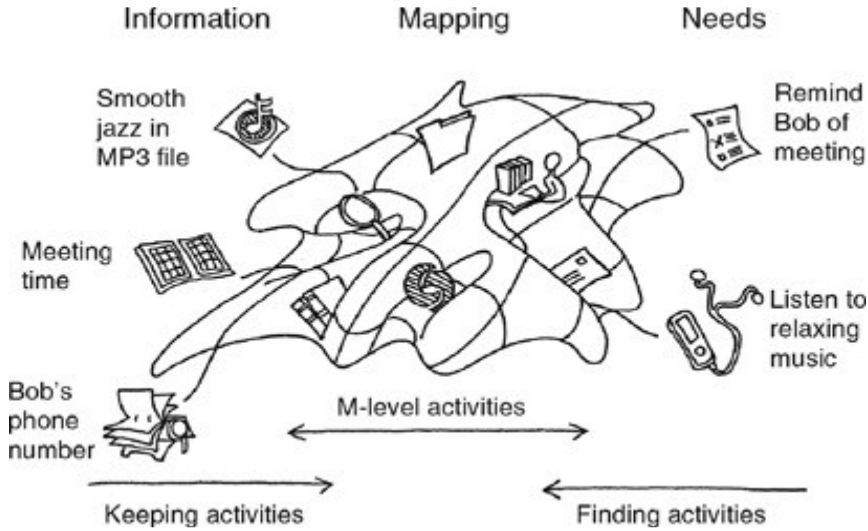 Information
Mapping
Needs
Smooth
jazz in
MP3 file
Remind
Bob of
meeting
Meeting
time
Listen to
relaxing
music
Bob's
phone
number
M-level activities
Keeping activities
Finding activities